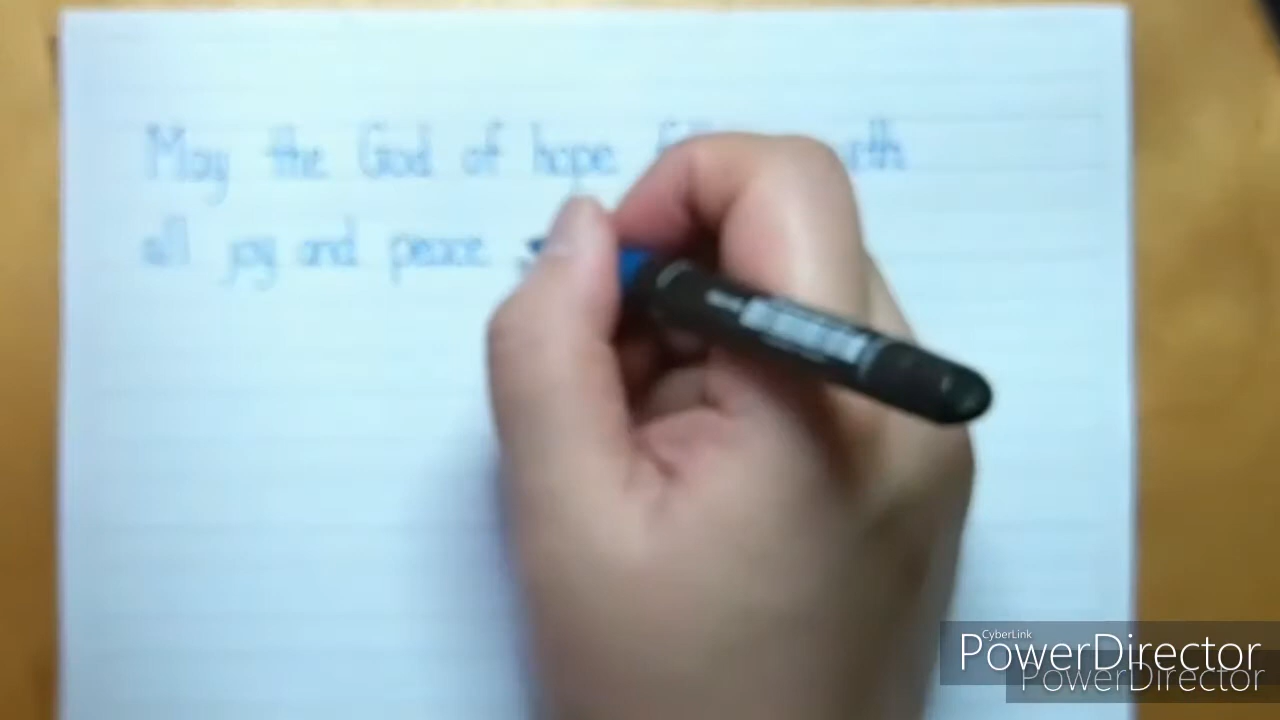 May the God of hope
all joy and peace
CyberLink
PowerDirector
PowerDirector